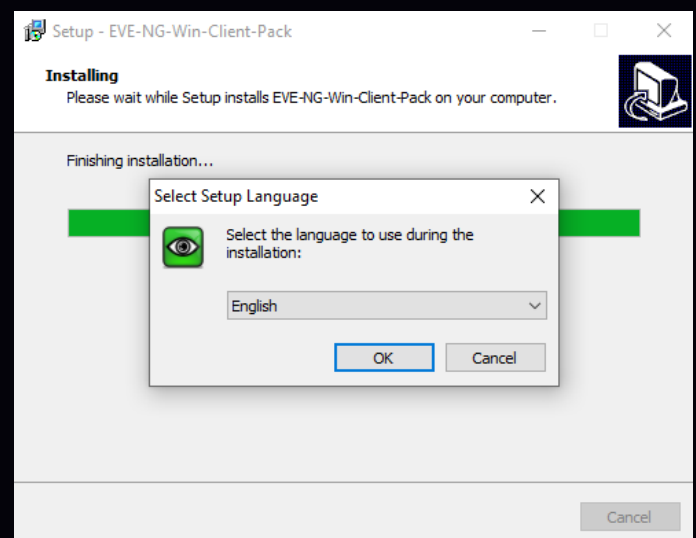 Setup - EVE-NG-Win-Client-Pack
Installing
Please wait while Setup installs EVE-NG-Win-Client-Pack on your computer.
Finishing installation...
Select Setup Language
Select the language to use during the
installation:
English
OK
Cancel
Cancel